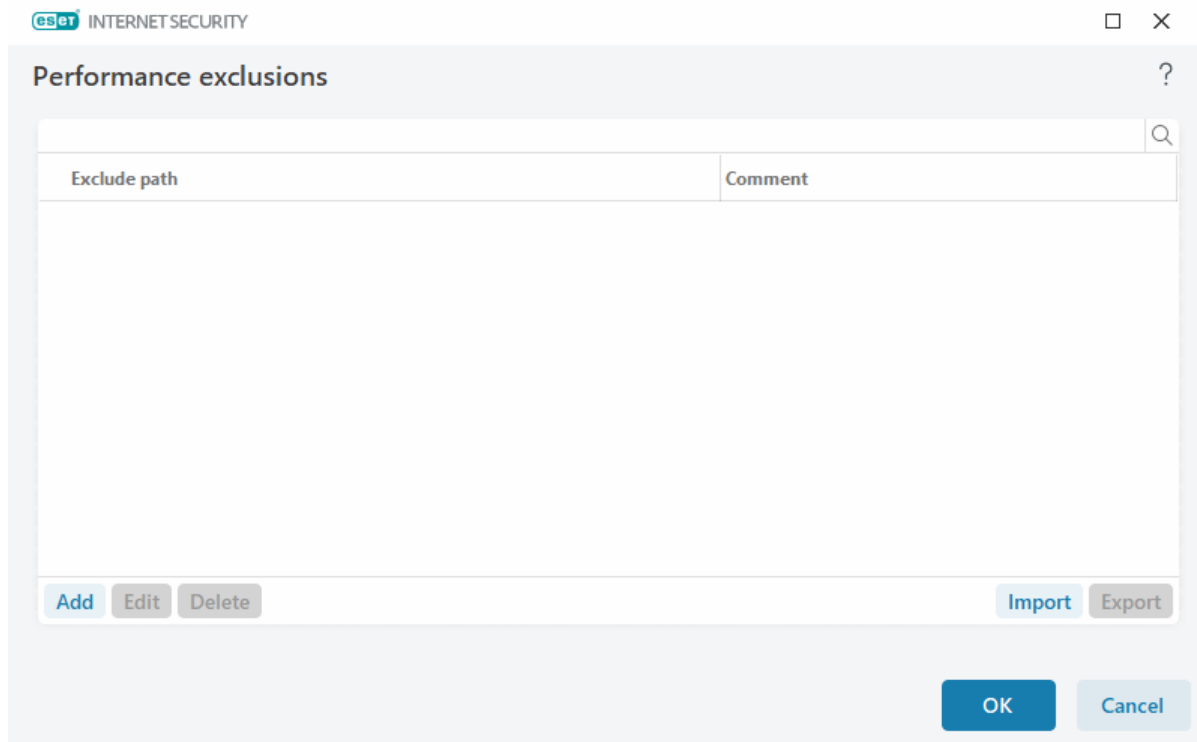 eseT INTERNET SECURITY
Performance exclusions
?
Exclude path Comment
Add Edit Delete Import Export
OK Cancel